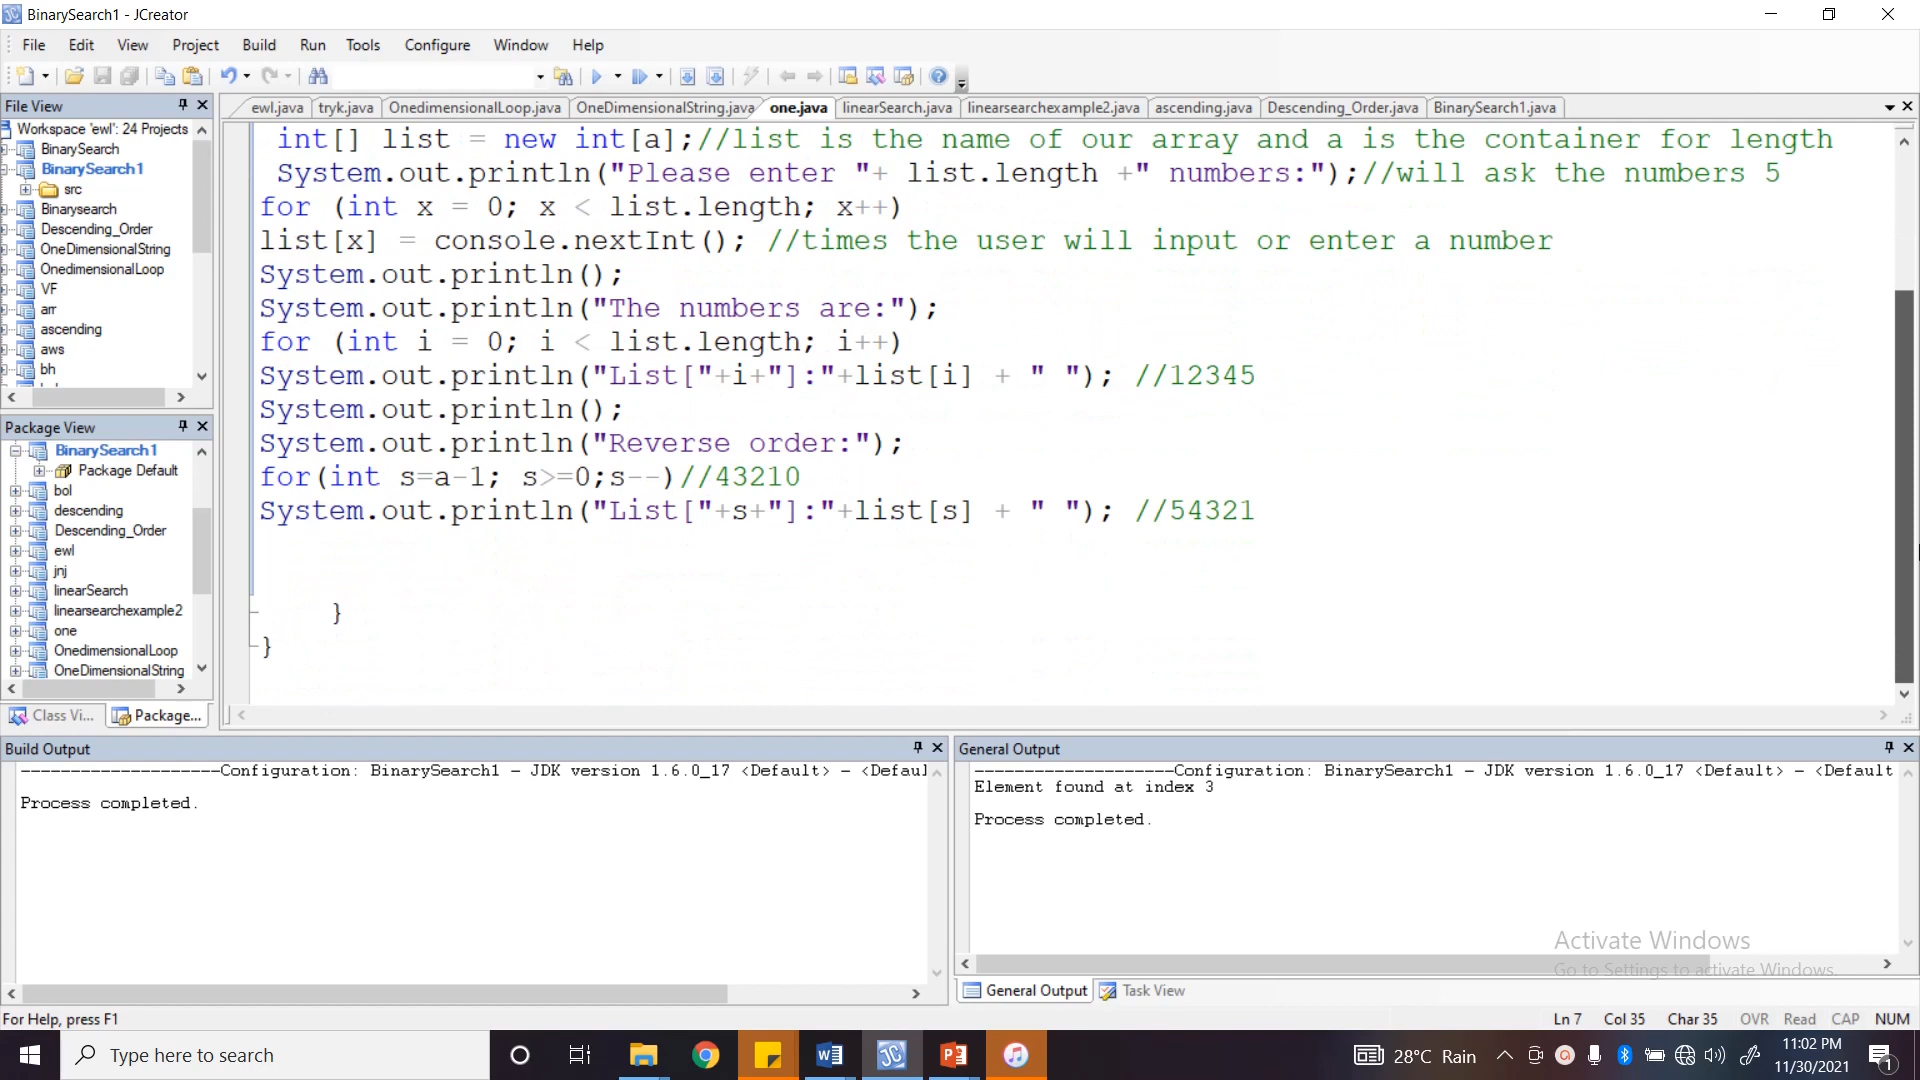 BinarySearch1 - JCreator
File Edit View Project Build Run Tools Configure Window Help
File View
ewl.java tryk.java OnedimensionalLoop.java OneDimensionalString.java one.java linearSearch.java linearsearchexample2.java ascending.java Descending_Order.java BinarySearch1.java
Workspace 'ewl': 24 Projects
BinarySearch
BinarySearch1
src
Binarysearch
Descending_Order
OneDimensionalString
OnedimensionalLoop
VF
arr
ascending
aws
bh
int[] list = new int[a];//list is the name of our array and a is the container for length
System.out.println("Please enter "+ list.length +" numbers:");//will ask the numbers 5
for (int x = 0; x < list.length; x++)
list[x] = console.nextInt(); //times the user will input or enter a number
System.out.println();
System.out.println("The numbers are:");
for (int i = 0; i < list.length; i++)
System.out.println("List["+i+"]:"+list[i] + " "); //12345
System.out.println();
System.out.println("Reverse order:");
for(int s=a-1; s>=0;s--)//43210
System.out.println("List["+s+"]:"+list[s] + " "); //54321
}
}
Package View
BinarySearch1
Package Default
bol
descending
Descending_Order
ewl
jnj
linearSearch
linearsearchexample2
one
OnedimensionalLoop
OneDimensionalString
Class Vi... Package...
Build Output
--------------------Configuration: BinarySearch1 - JDK version 1.6.0_17 <Default> - <Defaul
Process completed.
General Output
--------------------Configuration: BinarySearch1 - JDK version 1.6.0_17 <Default> - <Default
Element found at index 3
Process completed.
Activate Windows
Go to Settings to activate Windows.
General Output Task View
For Help, press F1
Ln 7 Col 35 Char 35 OVR Read CAP NUM
Type here to search
28°C Rain
11:02 PM
11/30/2021
1